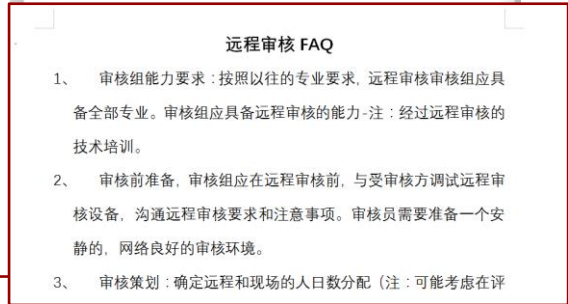 远程审核 FAQ
1、 审核组能力要求：按照以往的专业要求，远程审核审核组应具
备全部专业。审核组应具备远程审核的能力-注：经过远程审核的
技术培训。
2、 审核前准备，审核组应在远程审核前，与受审核方调试远程审
核设备，沟通远程审核要求和注意事项。审核员需要准备一个安
静的，网络良好的审核环境。
3、 审核策划：确定远程和现场的人日数分配（注：可能考虑在评